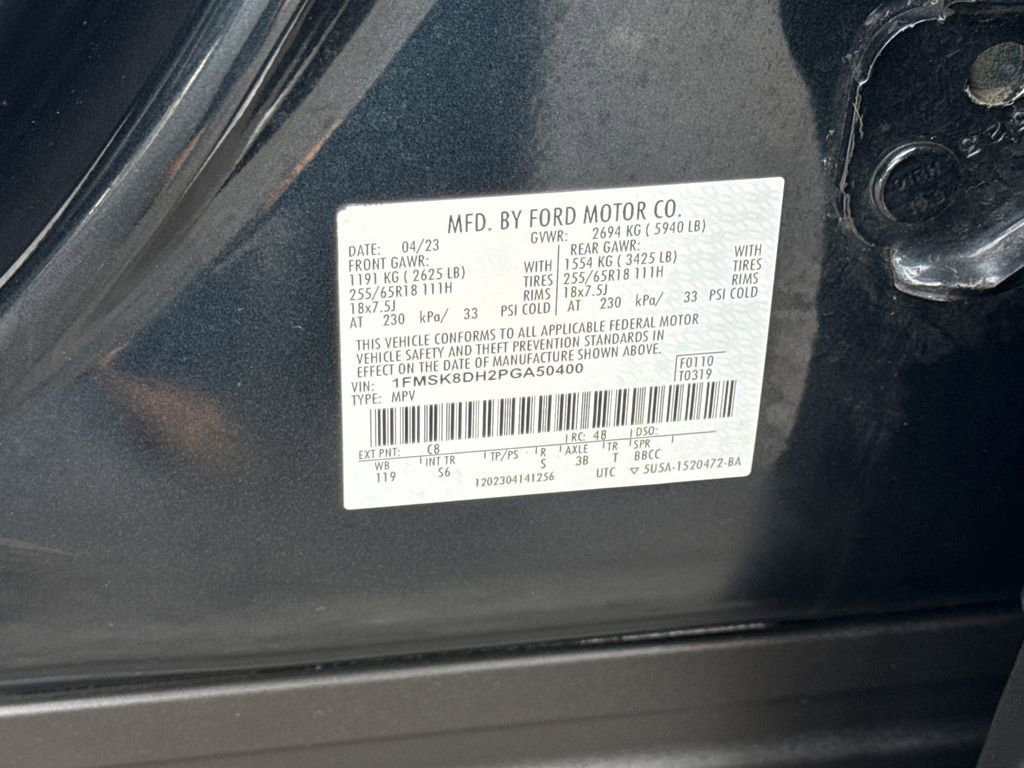 MFD. BY FORD MOTOR CO.
DATE: 04/23 GVWR: 2694 KG ( 5940 LB)
FRONT GAWR: REAR GAWR:
1191 KG ( 2625 LB) WITH 1554 KG ( 3425 LB) WITH
255/65R18 111H TIRES 255/65R18 111H TIRES
18x7.5J RIMS 18x7.5J RIMS
AT 230 kPa/ 33 PSI COLD AT 230 kPa/ 33 PSI COLD
THIS VEHICLE CONFORMS TO ALL APPLICABLE FEDERAL MOTOR
VEHICLE SAFETY AND THEFT PREVENTION STANDARDS IN
EFFECT ON THE DATE OF MANUFACTURE SHOWN ABOVE.
VIN: 1FMSK8DH2PGA50400 F0110
TYPE: MPV T0319
EXT PNT: C8 RC: 48 DSO:
WB INT TR TP/PS R AXLE TR SPR
119 S6 S 3B T BBCC
1202304141256 UTC ▽ 5U5A-1520472-BA